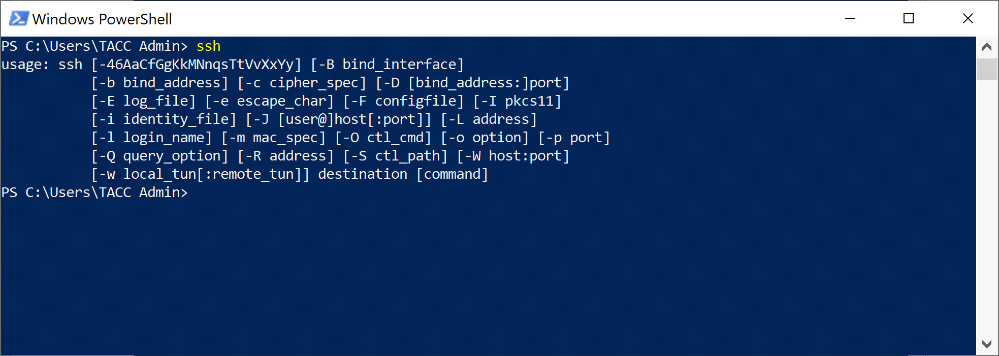 Windows PowerShell
PS C:\Users\TACC Admin> ssh
usage: ssh [-46AaCfGgKkMNnqsTtVvXxYy] [-B bind_interface]
           [-b bind_address] [-c cipher_spec] [-D [bind_address:]port]
           [-E log_file] [-e escape_char] [-F configfile] [-I pkcs11]
           [-i identity_file] [-J [user@]host[:port]] [-L address]
           [-l login_name] [-m mac_spec] [-O ctl_cmd] [-o option] [-p port]
           [-Q query_option] [-R address] [-S ctl_path] [-W host:port]
           [-w local_tun[:remote_tun]] destination [command]
PS C:\Users\TACC Admin>